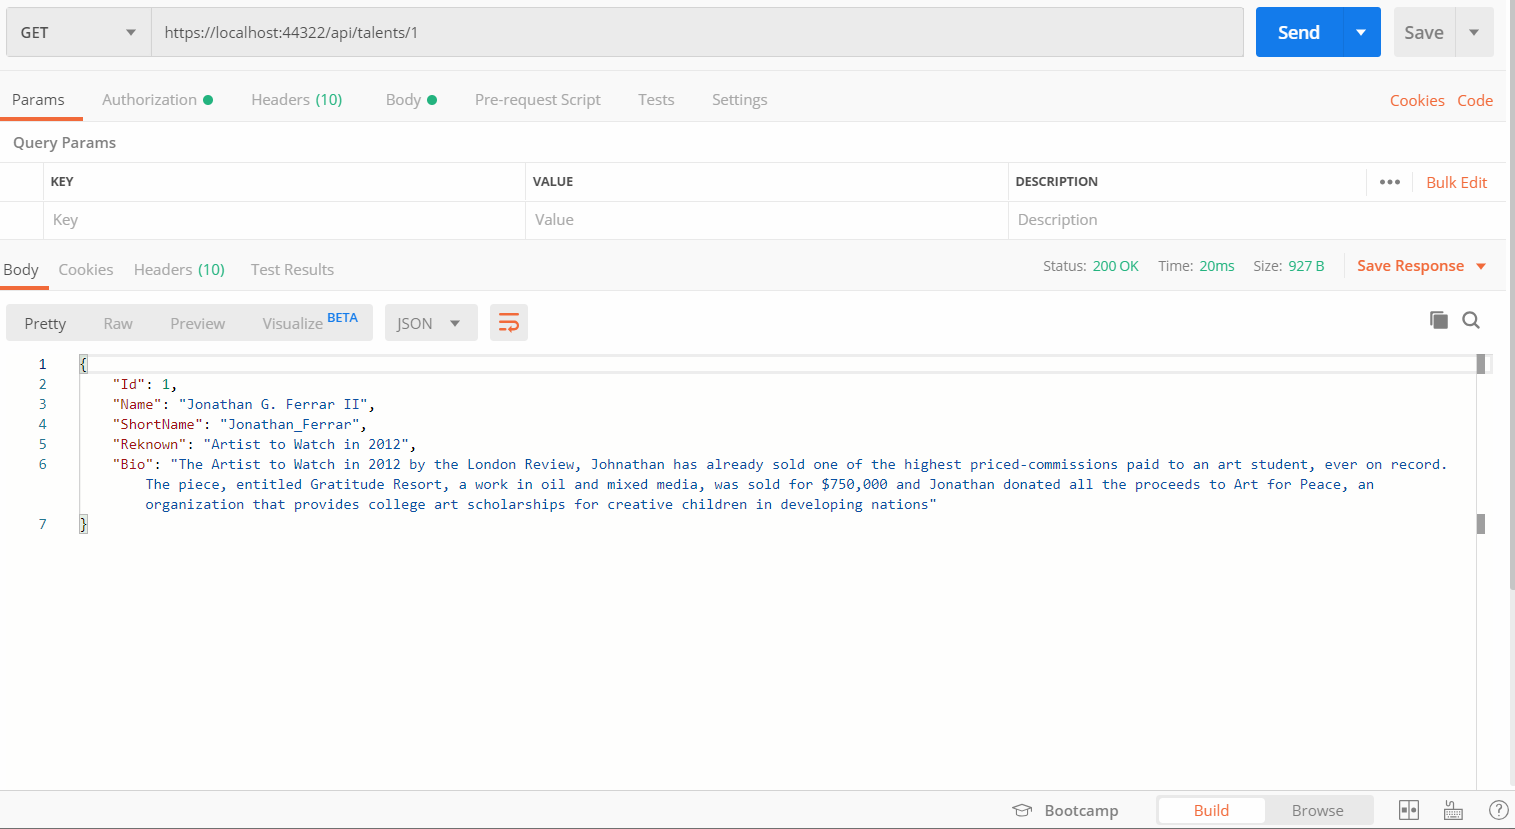 GET https://localhost:44322/api/talents/1 Send Save
Params Authorization Headers (10) Body Pre-request Script Tests Settings Cookies Code
Query Params
KEY VALUE DESCRIPTION ••• Bulk Edit
Key Value Description
Body Cookies Headers (10) Test Results Status: 200 OK Time: 20ms Size: 927 B Save Response
Pretty Raw Preview Visualize BETA JSON
1 {
2 "Id": 1,
3 "Name": "Jonathan G. Ferrar II",
4 "ShortName": "Jonathan_Ferrar",
5 "Reknown": "Artist to Watch in 2012",
6 "Bio": "The Artist to Watch in 2012 by the London Review, Johnathan has already sold one of the highest priced-commissions paid to an art student, ever on record.
The piece, entitled Gratitude Resort, a work in oil and mixed media, was sold for $750,000 and Jonathan donated all the proceeds to Art for Peace, an
organization that provides college art scholarships for creative children in developing nations"
7 }
Bootcamp Build Browse ?